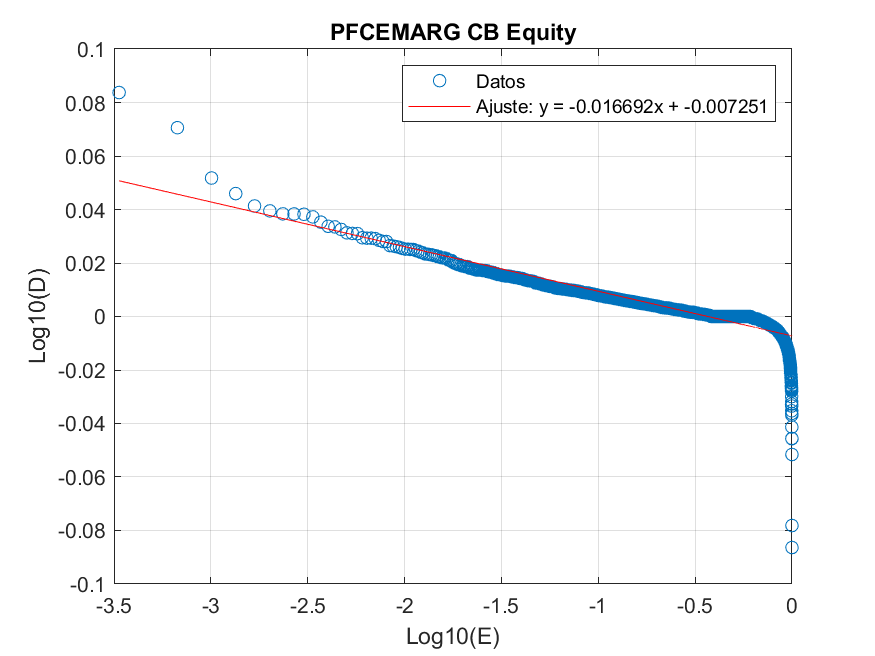 PFCEMARG CB Equity
0.1
0.08
0.06
0.04
0.02
0
-0.02
-0.04
-0.06
-0.08
-0.1
Log10(D)
Datos
Ajuste: y = -0.016692x + -0.007251
-3.5 -3 -2.5 -2 -1.5 -1 -0.5 0
Log10(E)